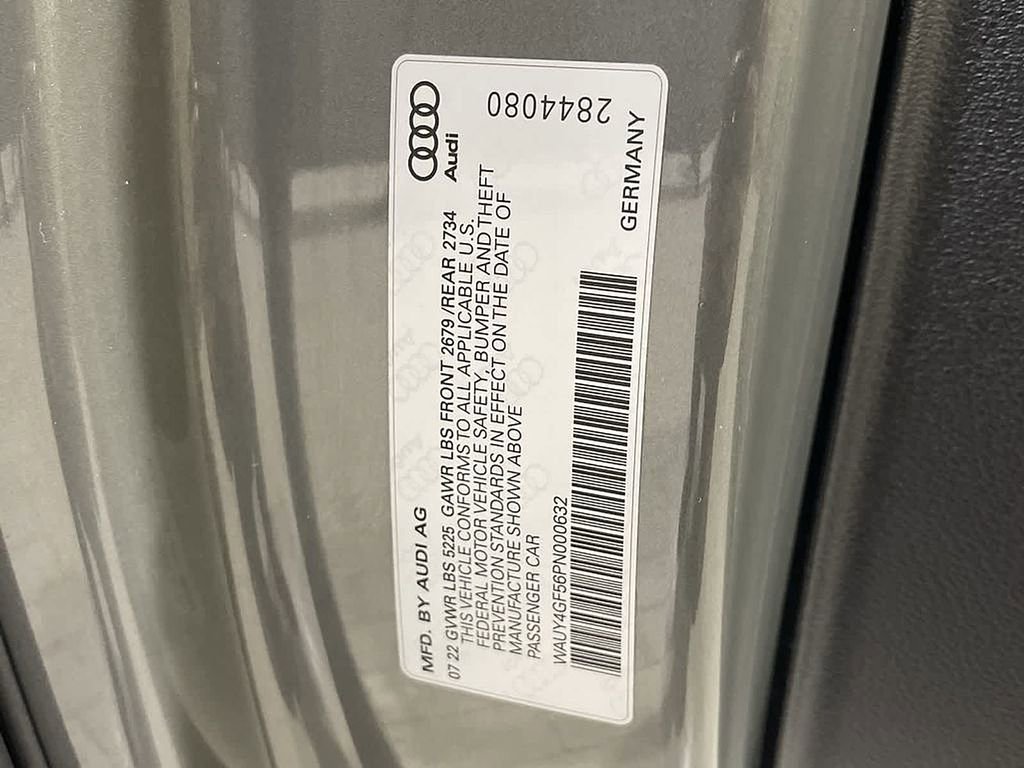 MFD. BY AUDI AG
Audi
07 22 GVWR LBS 5225 GAWR LBS FRONT 2679 /REAR 2734
THIS VEHICLE CONFORMS TO ALL APPLICABLE U.S.
FEDERAL MOTOR VEHICLE SAFETY, BUMPER AND THEFT
PREVENTION STANDARDS IN EFFECT ON THE DATE OF
MANUFACTURE SHOWN ABOVE
PASSENGER CAR
WAUY4GF56PN000632
2844080
GERMANY